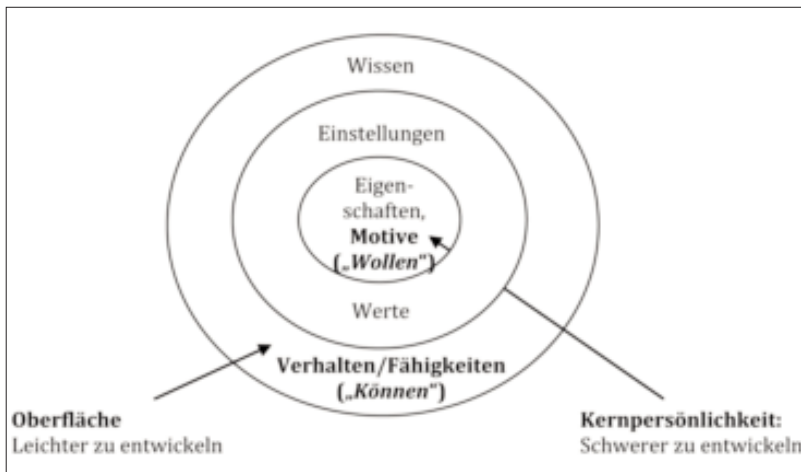 Wissen
Einstellungen
Eigen-
schaften,
Motive
(„Wollen“)
Werte
Verhalten/Fähigkeiten
(„Können“)
Oberfläche
Leichter zu entwickeln
Kernpersönlichkeit:
Schwerer zu entwickeln